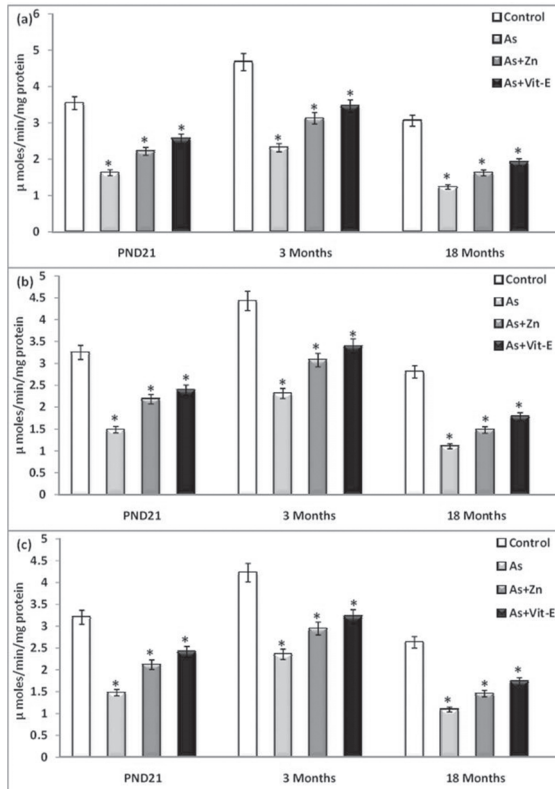 (a)
6
5
4
3
2
1
0
μ moles/min/mg protein
Control
As
As+Zn
As+Vit-E
* * * * * * * * *
PND21 3 Months 18 Months
(b)
5
4.5
4
3.5
3
2.5
2
1.5
1
0.5
0
μ moles/min/mg protein
Control
As
As+Zn
As+Vit-E
* * * * * * * * *
PND21 3 Months 18 Months
(c)
5
4.5
4
3.5
3
2.5
2
1.5
1
0.5
0
μ moles/min/mg protein
Control
As
As+Zn
As+Vit-E
* * * * * * * * *
PND21 3 Months 18 Months